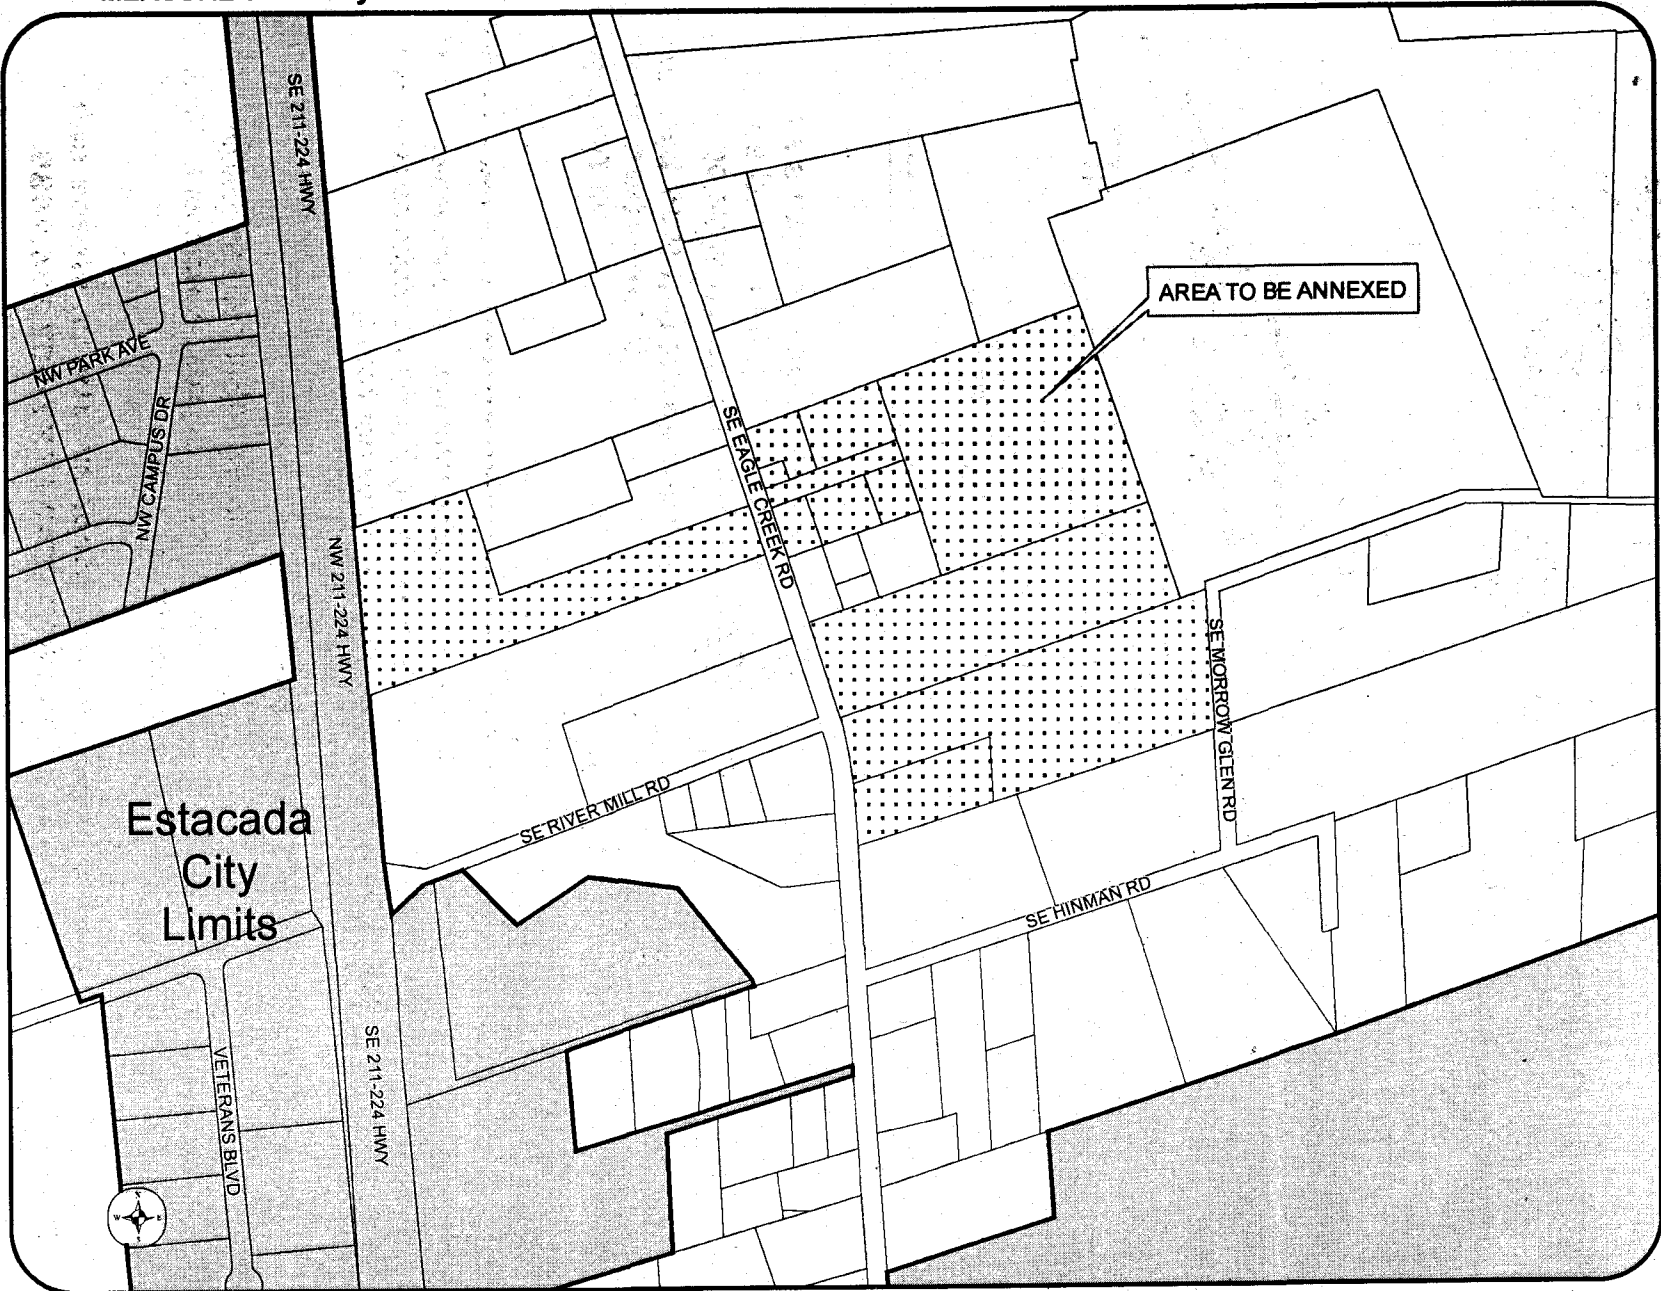 SE 211-224 HWY
AREA TO BE ANNEXED
NW PARK AVE
NW CAMPUS DR
SE EAGLE CREEK RD
NW 211-224 HWY
SE MORROW GLEN RD
SE RIVER MILL RD
Estacada
City
Limits
SE HINMAN RD
SE 211-224 HWY
VETERANS BLVD
N
W
E
S